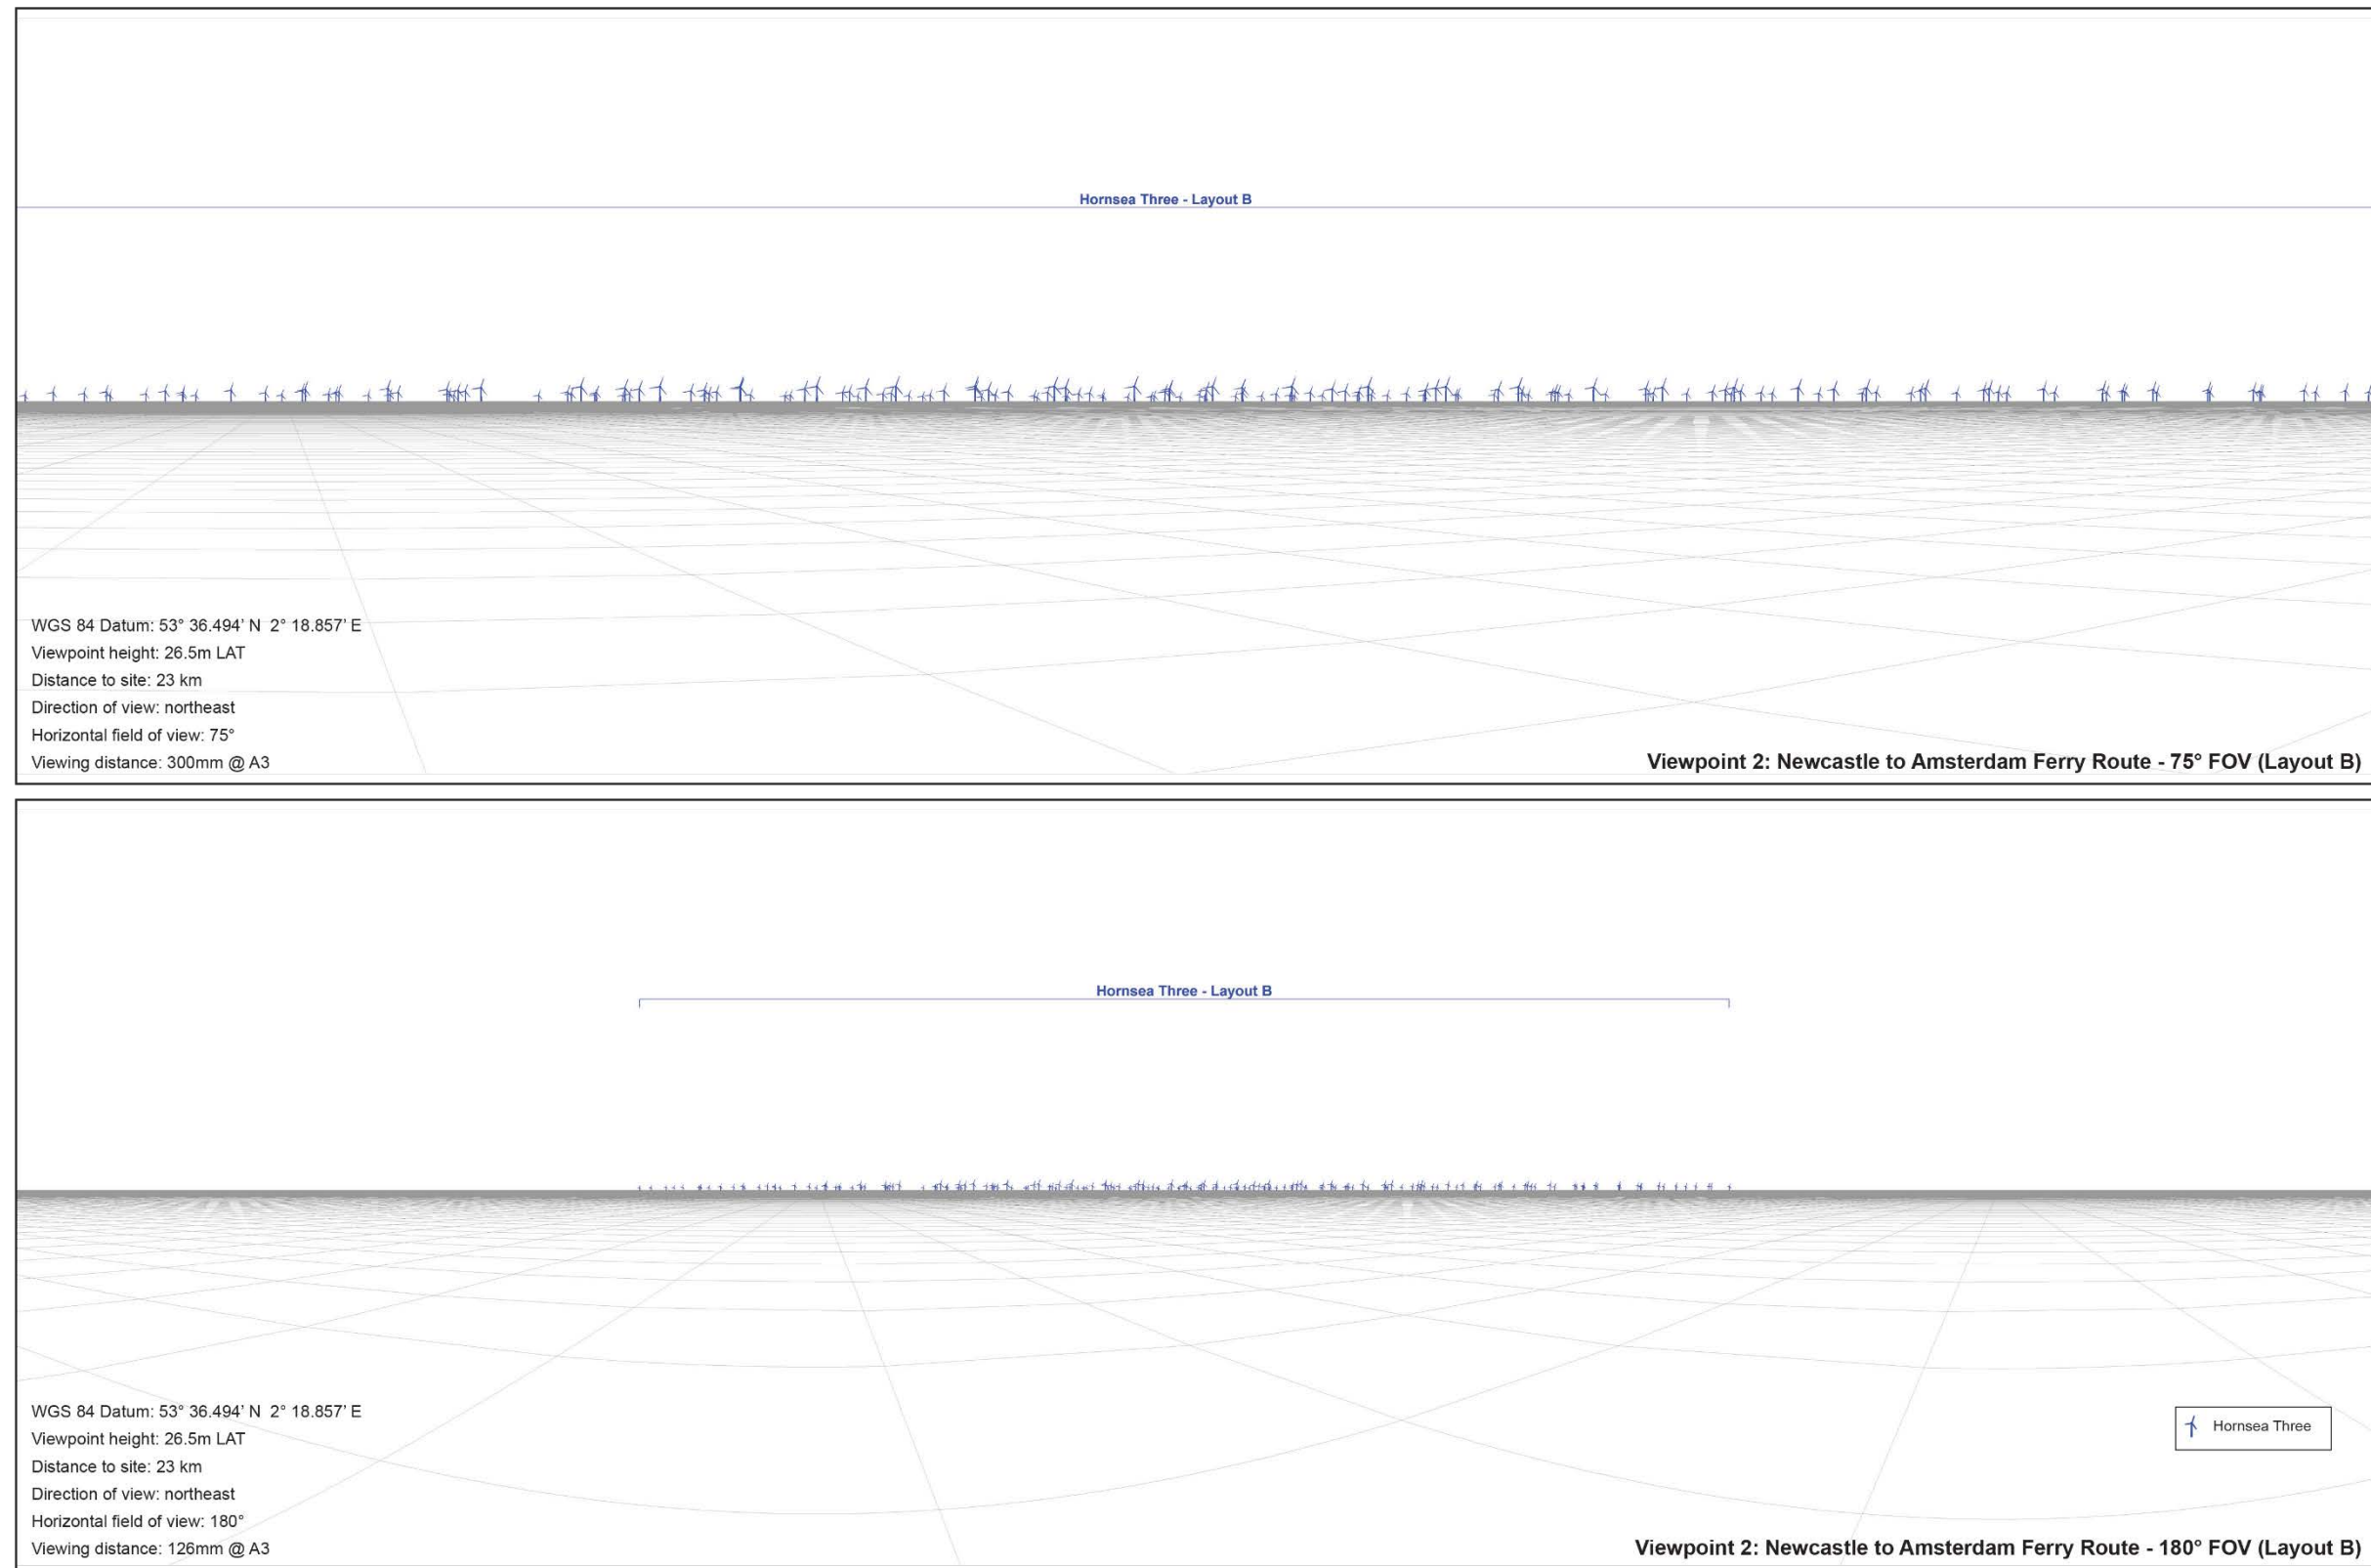 Hornsea Three - Layout B
WGS 84 Datum: 53° 36.494’ N  2° 18.857’ E
Viewpoint height: 26.5m LAT
Distance to site: 23 km
Direction of view: northeast
Horizontal field of view: 75°
Viewing distance: 300mm @ A3
Viewpoint 2: Newcastle to Amsterdam Ferry Route - 75° FOV (Layout B)
Hornsea Three - Layout B
WGS 84 Datum: 53° 36.494’ N  2° 18.857’ E
Viewpoint height: 26.5m LAT
Distance to site: 23 km
Direction of view: northeast
Horizontal field of view: 180°
Viewing distance: 126mm @ A3
Hornsea Three
Viewpoint 2: Newcastle to Amsterdam Ferry Route - 180° FOV (Layout B)